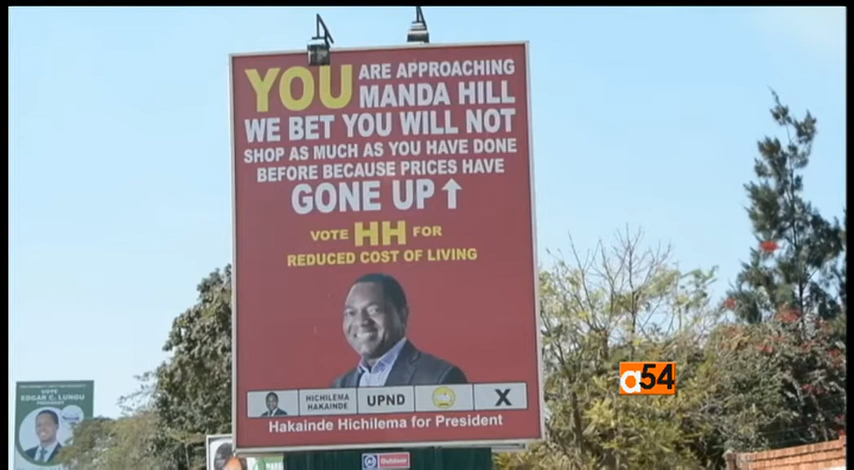 YOU ARE APPROACHING
MANDA HILL
WE BET YOU WILL NOT
SHOP AS MUCH AS YOU HAVE DONE
BEFORE BECAUSE PRICES HAVE
GONE UP
VOTE HH FOR
REDUCED COST OF LIVING
HICHILEMA
HAKAINDE
UPND
X
Hakainde Hichilema for President
VOTE
EDGAR C. LUNGU
PRESIDENT
a54